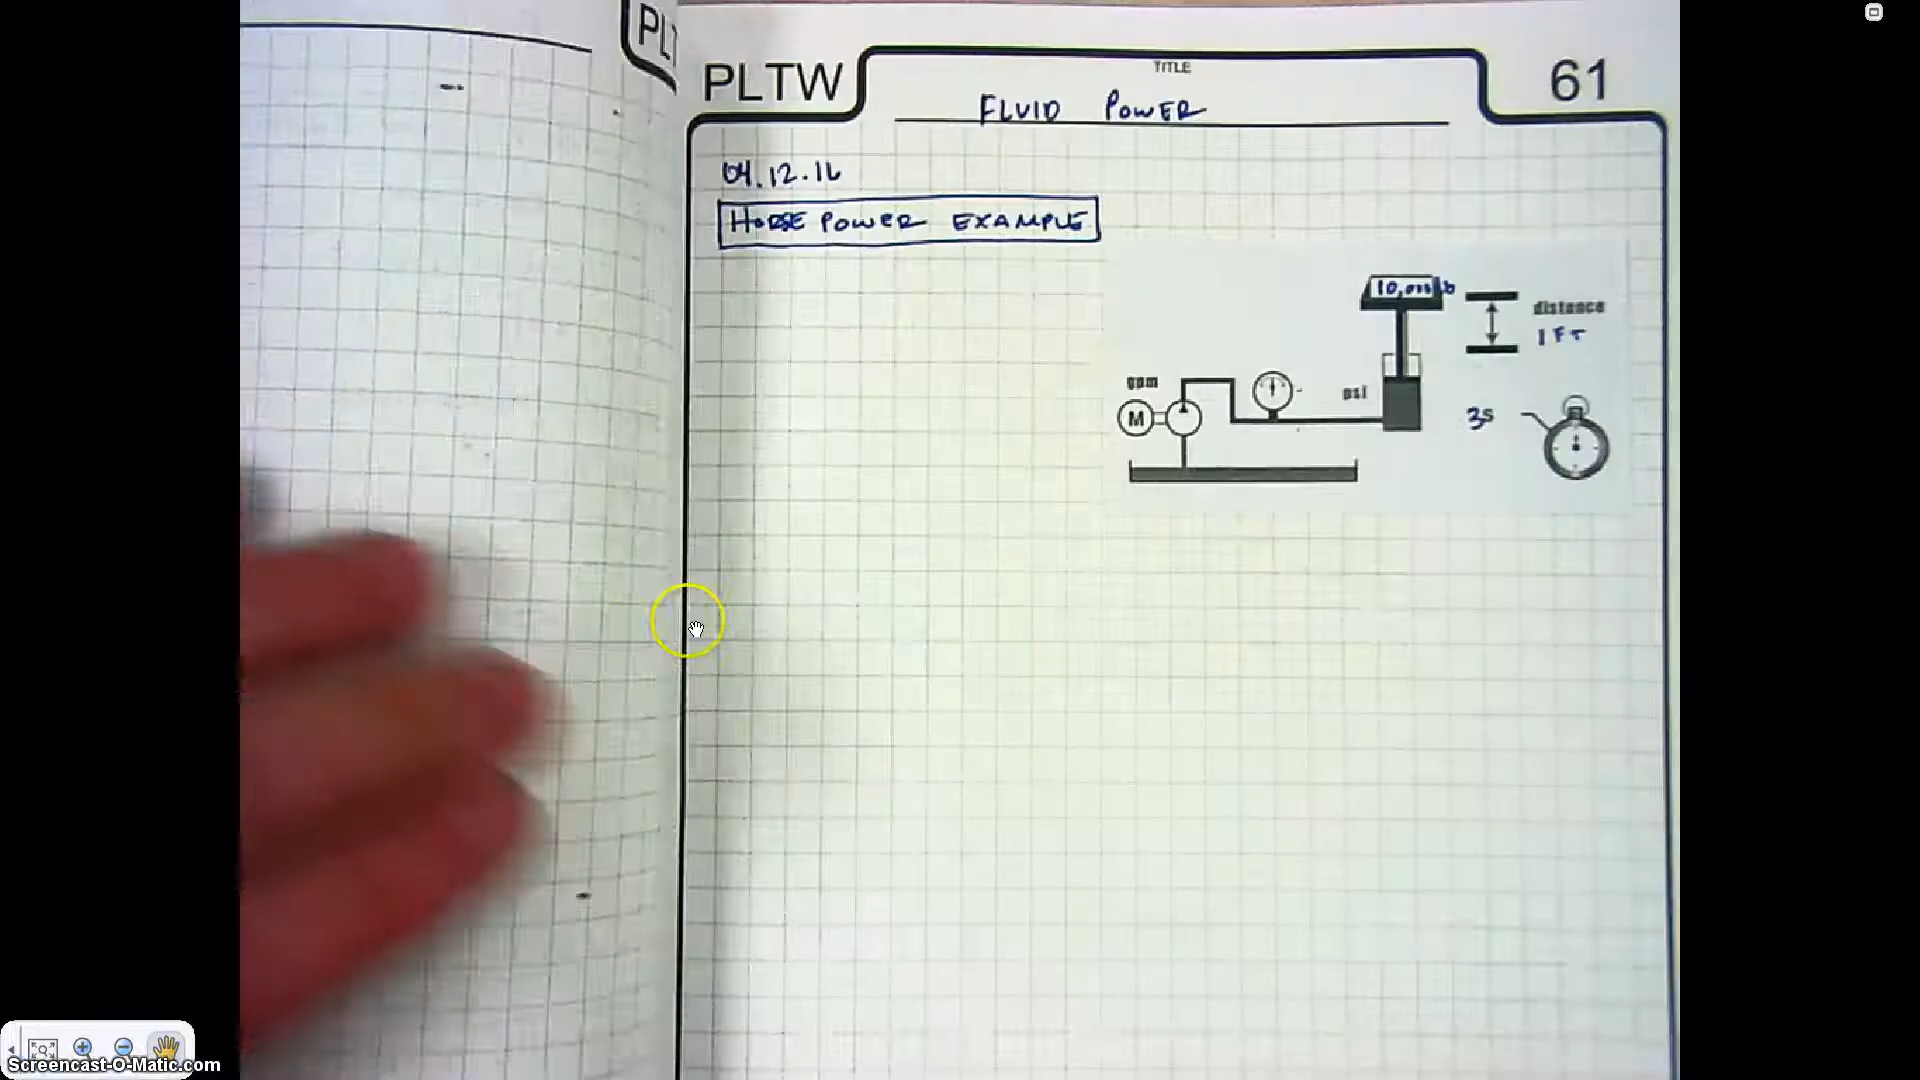 PLTW
TITLE
61
FLUID POWER
04.12.16
HORSE POWER EXAMPLE
10,000 lb
distance
1 FT
gpm
psi
M
3s
Screencast-O-Matic.com